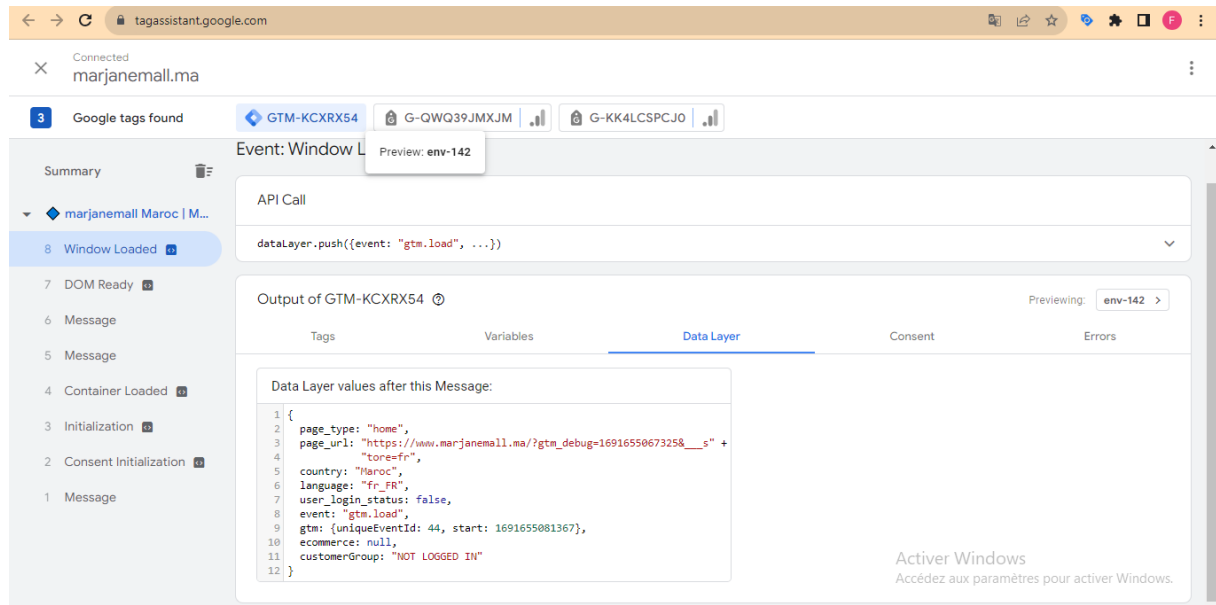 tagassistant.google.com
F
Connected
marjanemall.ma
3 Google tags found GTM-KCXRX54 G-QWQ39JMXJM G-KK4LCSPCJ0
Preview: env-142
Summary
marjanemall Maroc | M...
8 Window Loaded
7 DOM Ready
6 Message
5 Message
4 Container Loaded
3 Initialization
2 Consent Initialization
1 Message
Event: Window L
API Call
dataLayer.push({event: "gtm.load", ...})
Output of GTM-KCXRX54
Previewing: env-142
Tags Variables Data Layer Consent Errors
Data Layer values after this Message:
1 {
2 page_type: "home",
3 page_url: "https://www.marjanemall.ma/?gtm_debug=1691655067325&___s" +
4 "tore=fr",
5 country: "Maroc",
6 language: "fr_FR",
7 user_login_status: false,
8 event: "gtm.load",
9 gtm: {uniqueEventId: 44, start: 1691655081367},
10 ecommerce: null,
11 customerGroup: "NOT LOGGED IN"
12 }
Activer Windows
Accédez aux paramètres pour activer Windows.